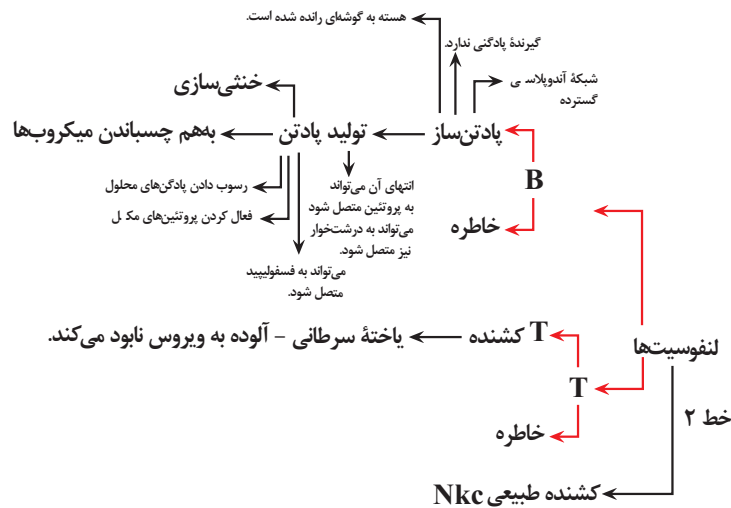 هسته به گوشه‌ای رانده شده است.
گیرندهٔ پادگنی ندارد.
شبکهٔ آندوپلاسمی
گسترده
خنثی‌سازی
پادتن‌ساز
تولید پادتن
به‌هم چسباندن میکروب‌ها
رسوب دادن پادگن‌های محلول
فعال کردن پروتئین‌های مکمل
انتهای آن می‌تواند
به پروتئین متصل شود
می‌تواند به درشت‌خوار
نیز متصل شود.
می‌تواند به فسفولیپید
متصل شود.
B
خاطره
لنفوسیت‌ها
T کشنده
یاختهٔ سرطانی - آلوده به ویروس نابود می‌کند.
T
خاطره
خط ۲
کشنده طبیعی Nkc